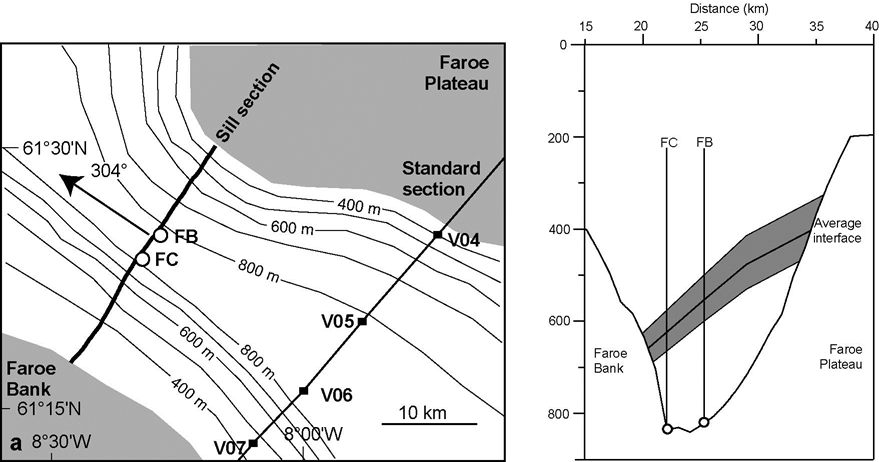 Faroe
Plateau
Sill section
61°30'N
304°
Standard
section
400 m
600 m
FB
V04
FC
800 m
V05
600 m
800 m
Faroe
Bank
400 m
V06
61°15'N
10 km
a
8°30'W
V07
8°00'W
Distance (km)
15
20
25
30
35
40
0
200
FC
FB
400
Average
interface
600
Faroe
Bank
Faroe
Plateau
800